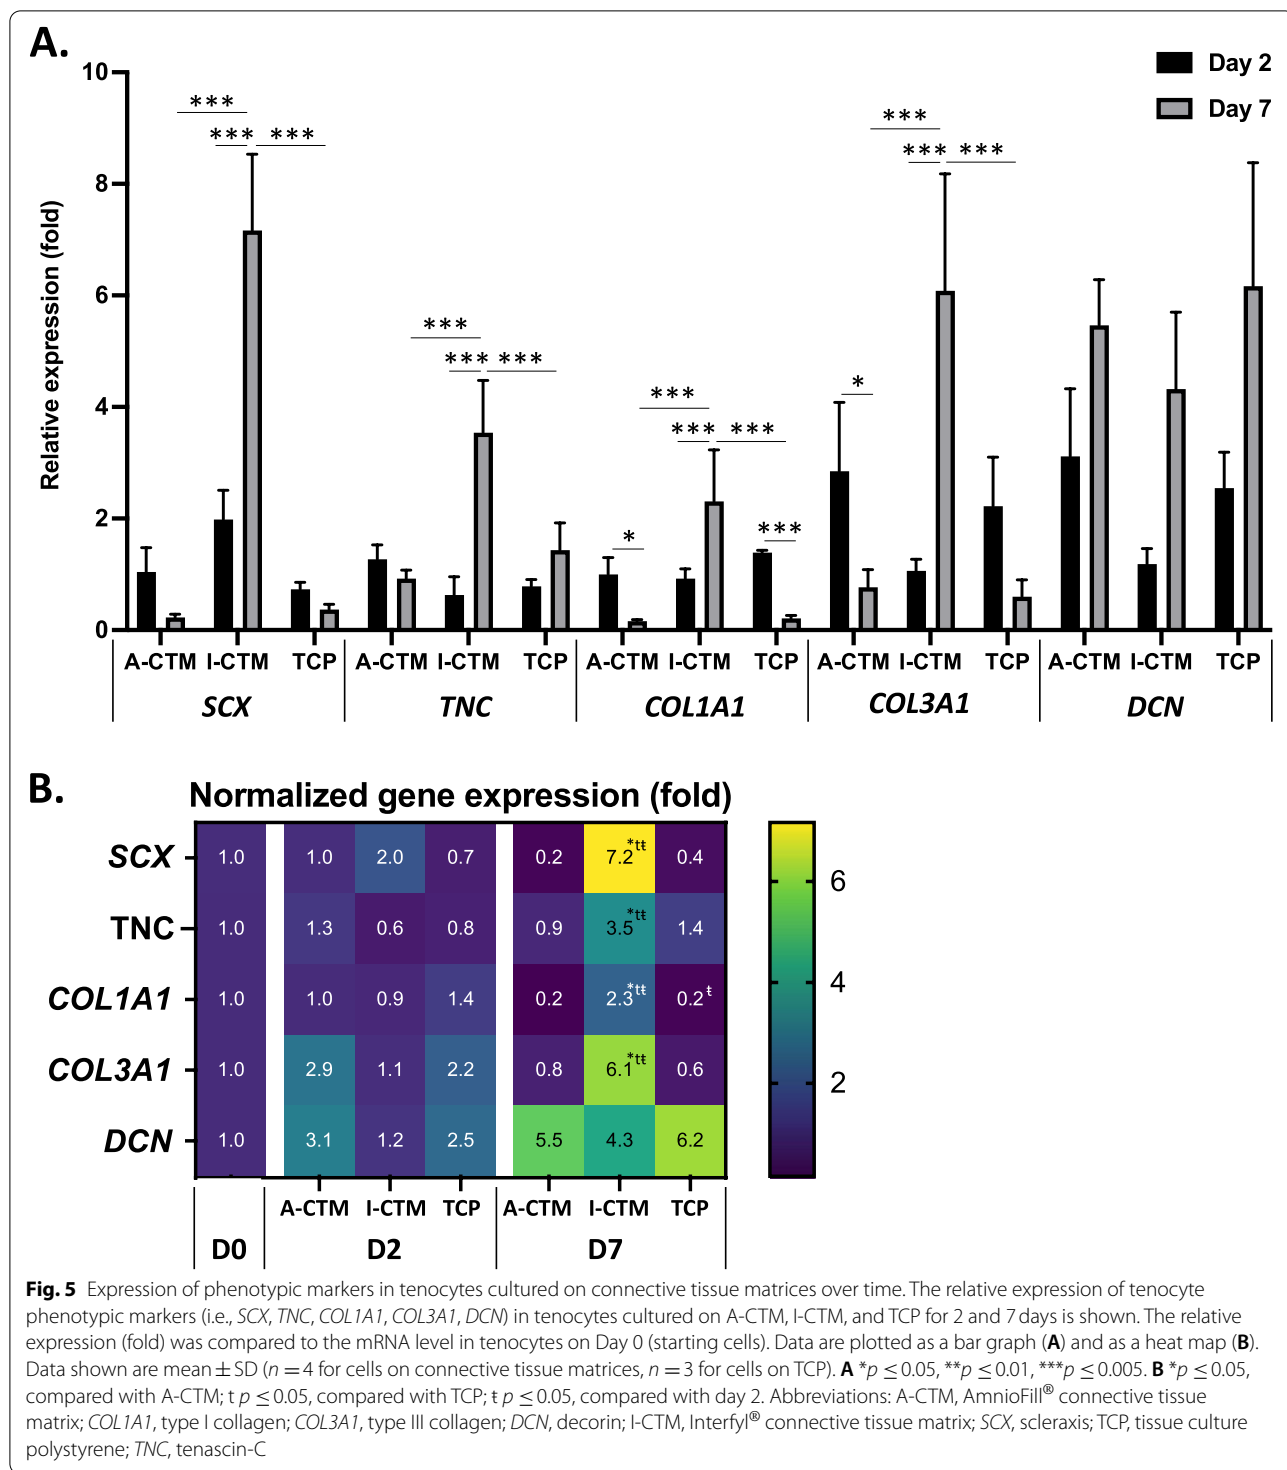 A.
Day 2
Day 7
10
8
6
4
2
0
Relative expression (fold)
*** *** ***
*** *** ***
*** *** ***
* ***
* *** *** ***
A-CTM I-CTM TCP A-CTM I-CTM TCP A-CTM I-CTM TCP A-CTM I-CTM TCP A-CTM I-CTM TCP
SCX TNC COL1A1 COL3A1 DCN
B.
Normalized gene expression (fold)
SCX 1.0 1.0 2.0 0.7 0.2 7.2*tŧ 0.4
TNC 1.0 1.3 0.6 0.8 0.9 3.5*tŧ 1.4
COL1A1 1.0 1.0 0.9 1.4 0.2 2.3*tŧ 0.2ŧ
COL3A1 1.0 2.9 1.1 2.2 0.8 6.1*tŧ 0.6
DCN 1.0 3.1 1.2 2.5 5.5 4.3 6.2
6
4
2
A-CTM I-CTM TCP A-CTM I-CTM TCP
D0 D2 D7
Fig. 5 Expression of phenotypic markers in tenocytes cultured on connective tissue matrices over time. The relative expression of tenocyte
phenotypic markers (i.e., SCX, TNC, COL1A1, COL3A1, DCN) in tenocytes cultured on A-CTM, I-CTM, and TCP for 2 and 7 days is shown. The relative
expression (fold) was compared to the mRNA level in tenocytes on Day 0 (starting cells). Data are plotted as a bar graph (A) and as a heat map (B).
Data shown are mean ± SD (n = 4 for cells on connective tissue matrices, n = 3 for cells on TCP). A *p ≤ 0.05, **p ≤ 0.01, ***p ≤ 0.005. B *p ≤ 0.05,
compared with A-CTM; t p ≤ 0.05, compared with TCP; ŧ p ≤ 0.05, compared with day 2. Abbreviations: A-CTM, AmnioFill® connective tissue
matrix; COL1A1, type I collagen; COL3A1, type III collagen; DCN, decorin; I-CTM, Interfyl® connective tissue matrix; SCX, scleraxis; TCP, tissue culture
polystyrene; TNC, tenascin-C